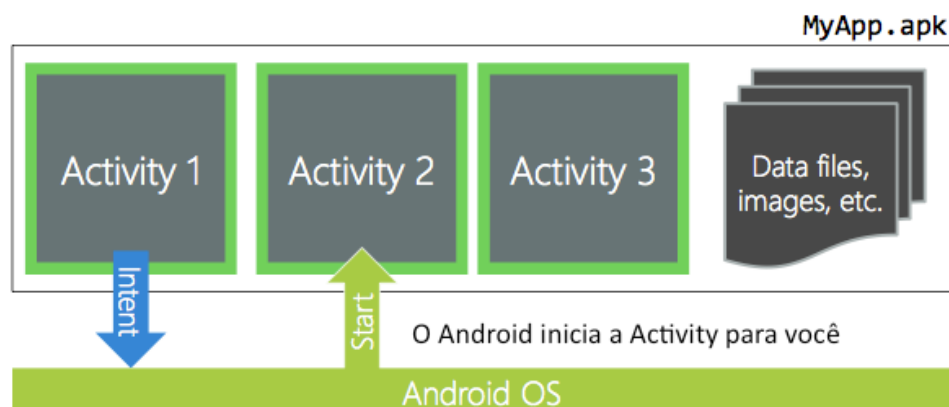 MyApp.apk
Activity 1
Activity 2
Activity 3
Data files,
images, etc.
Intent
Start
O Android inicia a Activity para você
Android OS